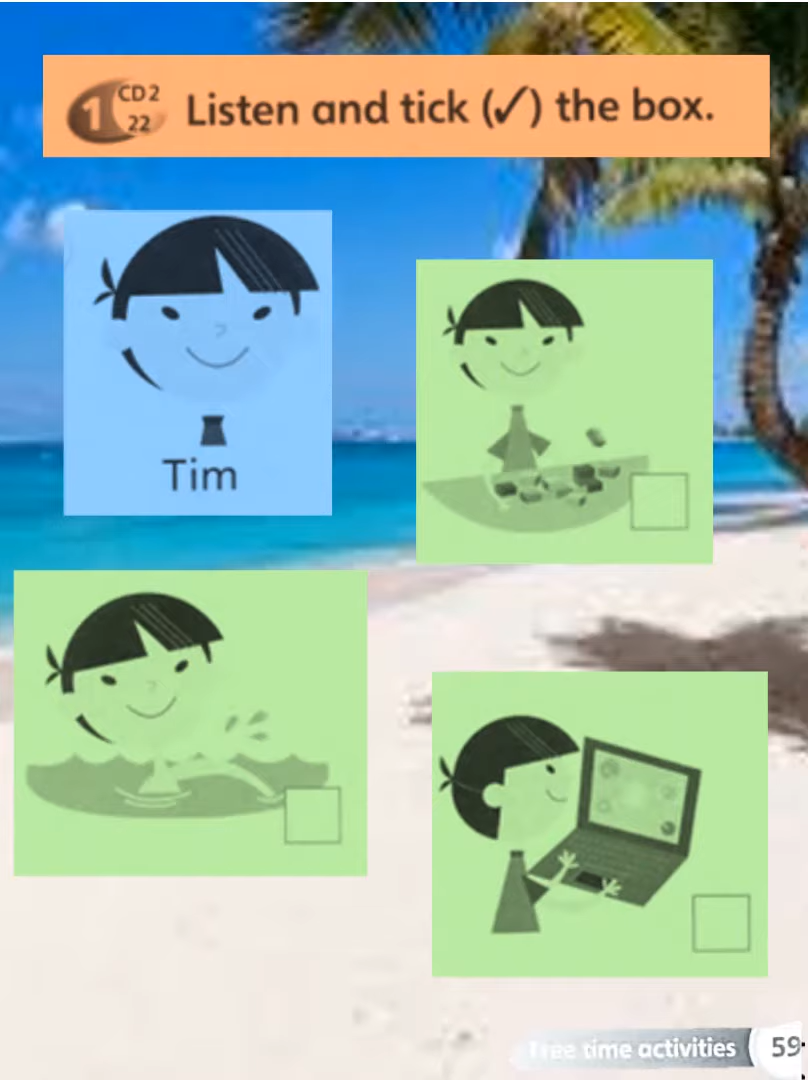 1 CD2 22 Listen and tick (✓) the box.
Tim
Free time activities 59